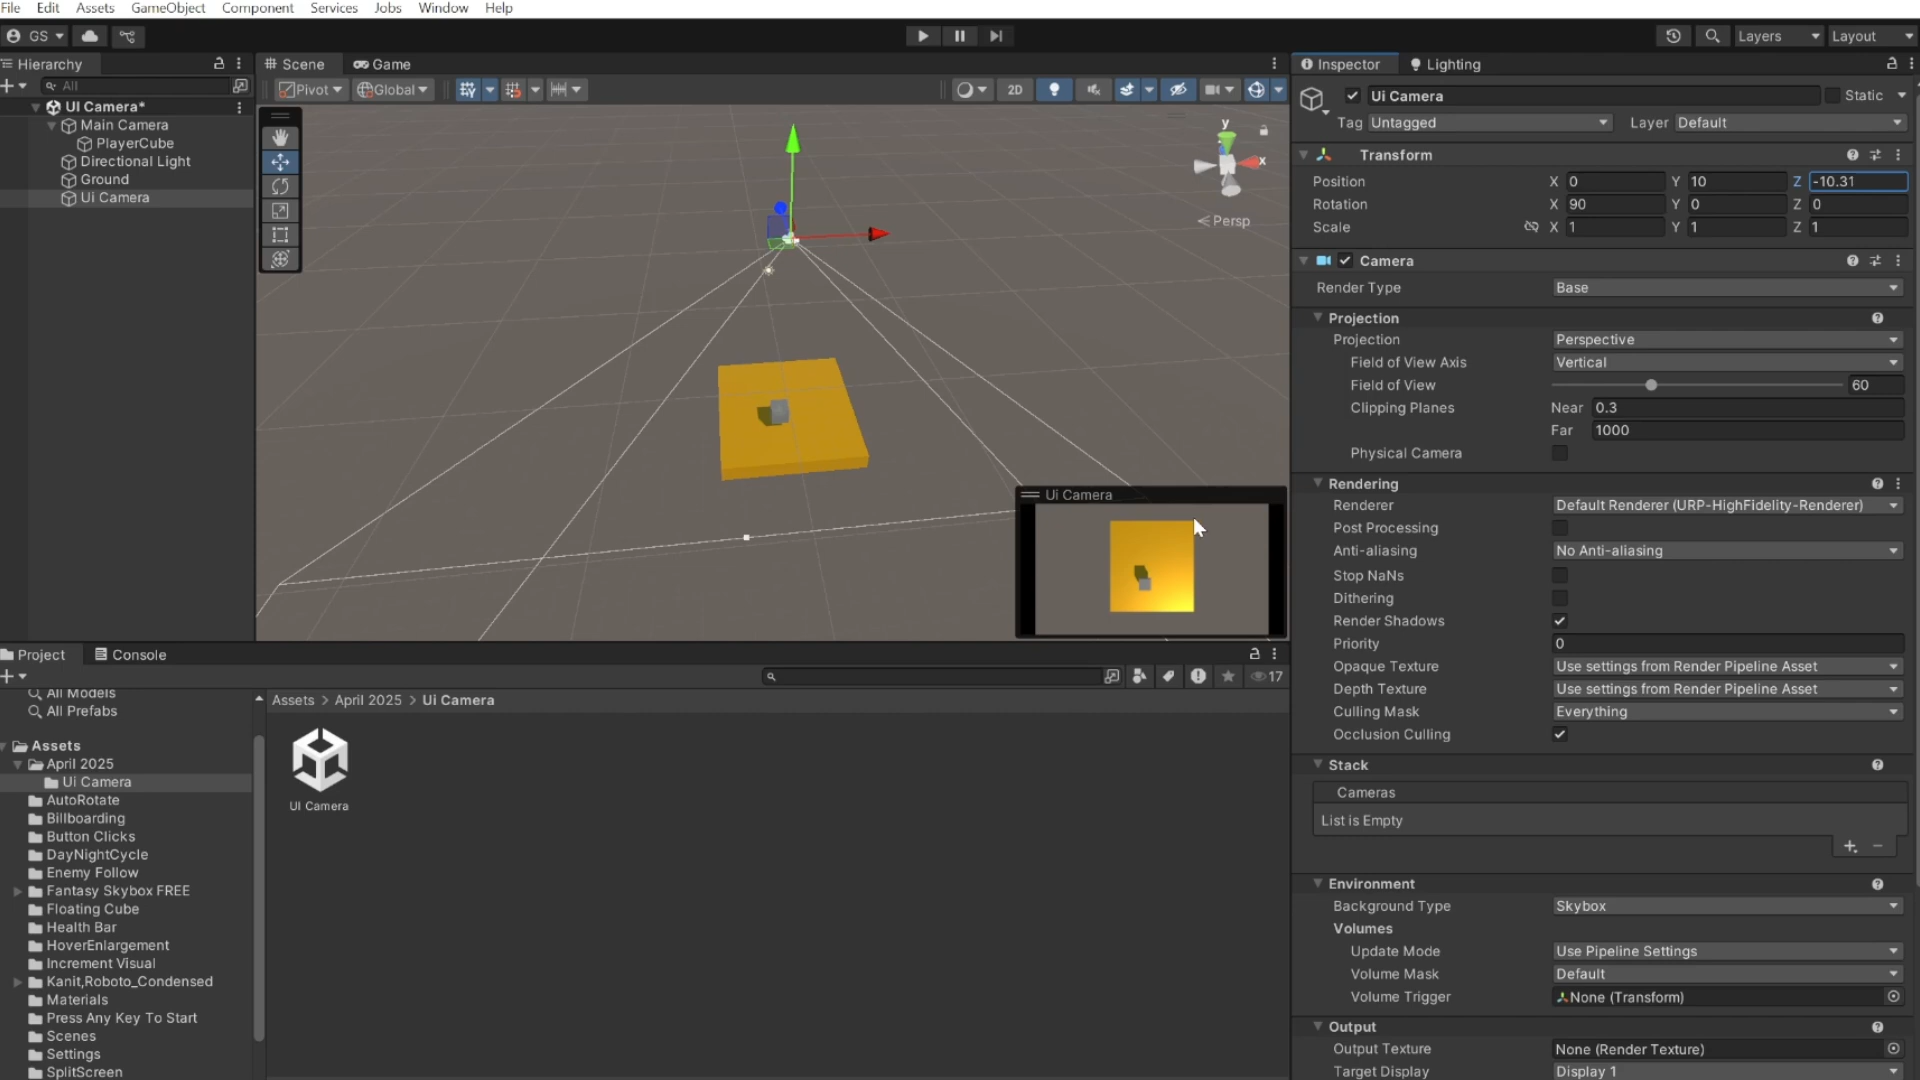 File Edit Assets GameObject Component Services Jobs Window Help
GS Layers Layout
Hierarchy
All
UI Camera*
Main Camera
PlayerCube
Directional Light
Ground
Ui Camera
Scene Game
Pivot Global 2D
y
x
Persp
Ui Camera
Project Console
17
All Models
All Prefabs
Assets
April 2025
Ui Camera
AutoRotate
Billboarding
Button Clicks
DayNightCycle
Enemy Follow
Fantasy Skybox FREE
Floating Cube
Health Bar
HoverEnlargement
Increment Visual
Kanit,Roboto_Condensed
Materials
Press Any Key To Start
Scenes
Settings
SplitScreen
Assets > April 2025 > Ui Camera
UI Camera
Inspector Lighting
Ui Camera Static
Tag Untagged Layer Default
Transform
Position X 0 Y 10 Z -10.31
Rotation X 90 Y 0 Z 0
Scale X 1 Y 1 Z 1
Camera
Render Type Base
Projection
Projection Perspective
Field of View Axis Vertical
Field of View 60
Clipping Planes Near 0.3
Far 1000
Physical Camera
Rendering
Renderer Default Renderer (URP-HighFidelity-Renderer)
Post Processing
Anti-aliasing No Anti-aliasing
Stop NaNs
Dithering
Render Shadows
Priority 0
Opaque Texture Use settings from Render Pipeline Asset
Depth Texture Use settings from Render Pipeline Asset
Culling Mask Everything
Occlusion Culling
Stack
Cameras
List is Empty
Environment
Background Type Skybox
Volumes
Update Mode Use Pipeline Settings
Volume Mask Default
Volume Trigger None (Transform)
Output
Output Texture None (Render Texture)
Target Display Display 1